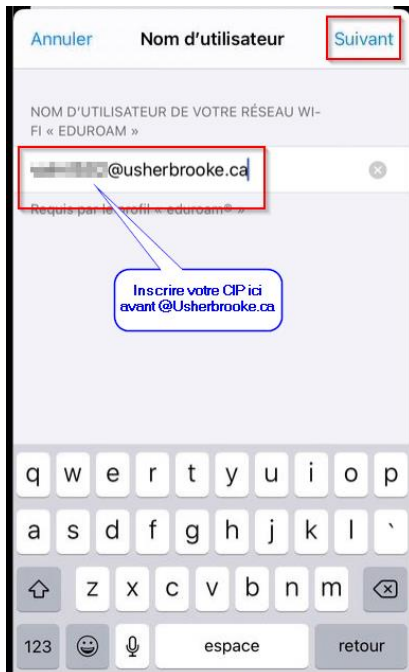 Annuler Nom d'utilisateur Suivant
NOM D'UTILISATEUR DE VOTRE RÉSEAU WI-
FI « EDUROAM »
@usherbrooke.ca
Requis par le profil « eduroam® »
Inscrire votre CIP ici
avant @Usherbrooke.ca
q w e r t y u i o p
a s d f g h j k l `
z x c v b n m
123 espace retour